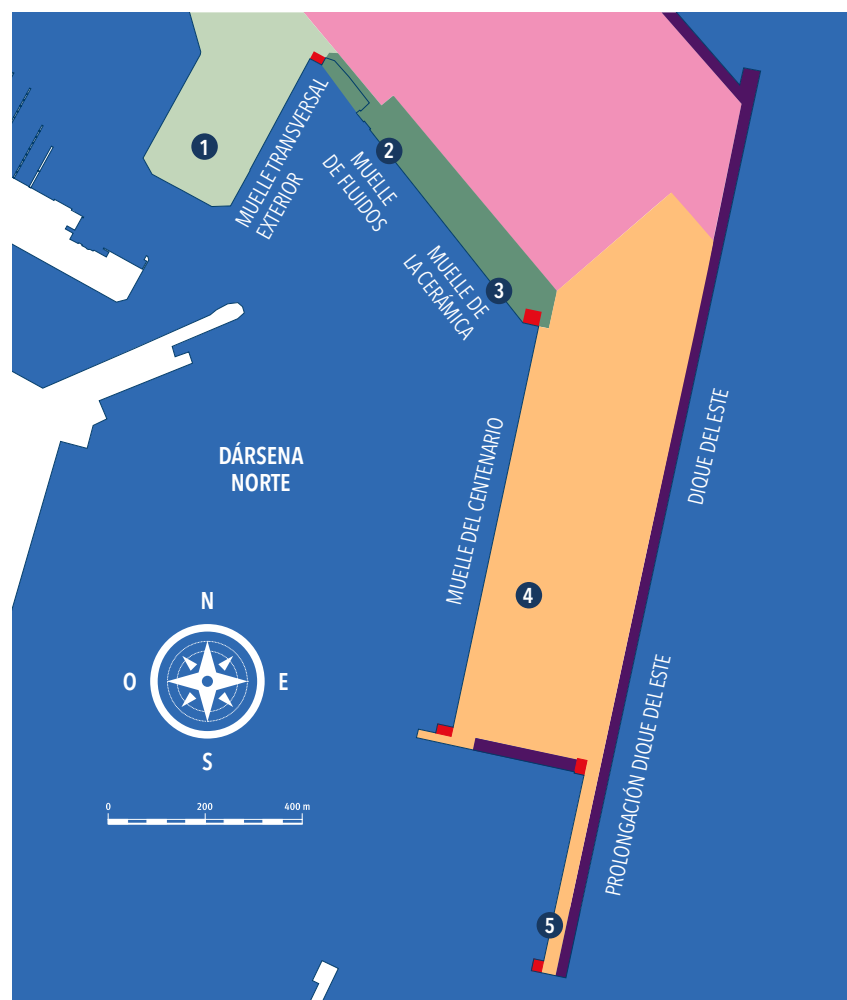 1
MUELLE TRANSVERSAL
EXTERIOR
2
MUELLE
DE FLUIDOS
3
MUELLE DE
LA CERÁMICA
DÁRSENA
NORTE
MUELLE DEL CENTENARIO
DIQUE DEL ESTE
4
N
O
E
S
PROLONGACIÓN DIQUE DEL ESTE
0
200
400 m
5